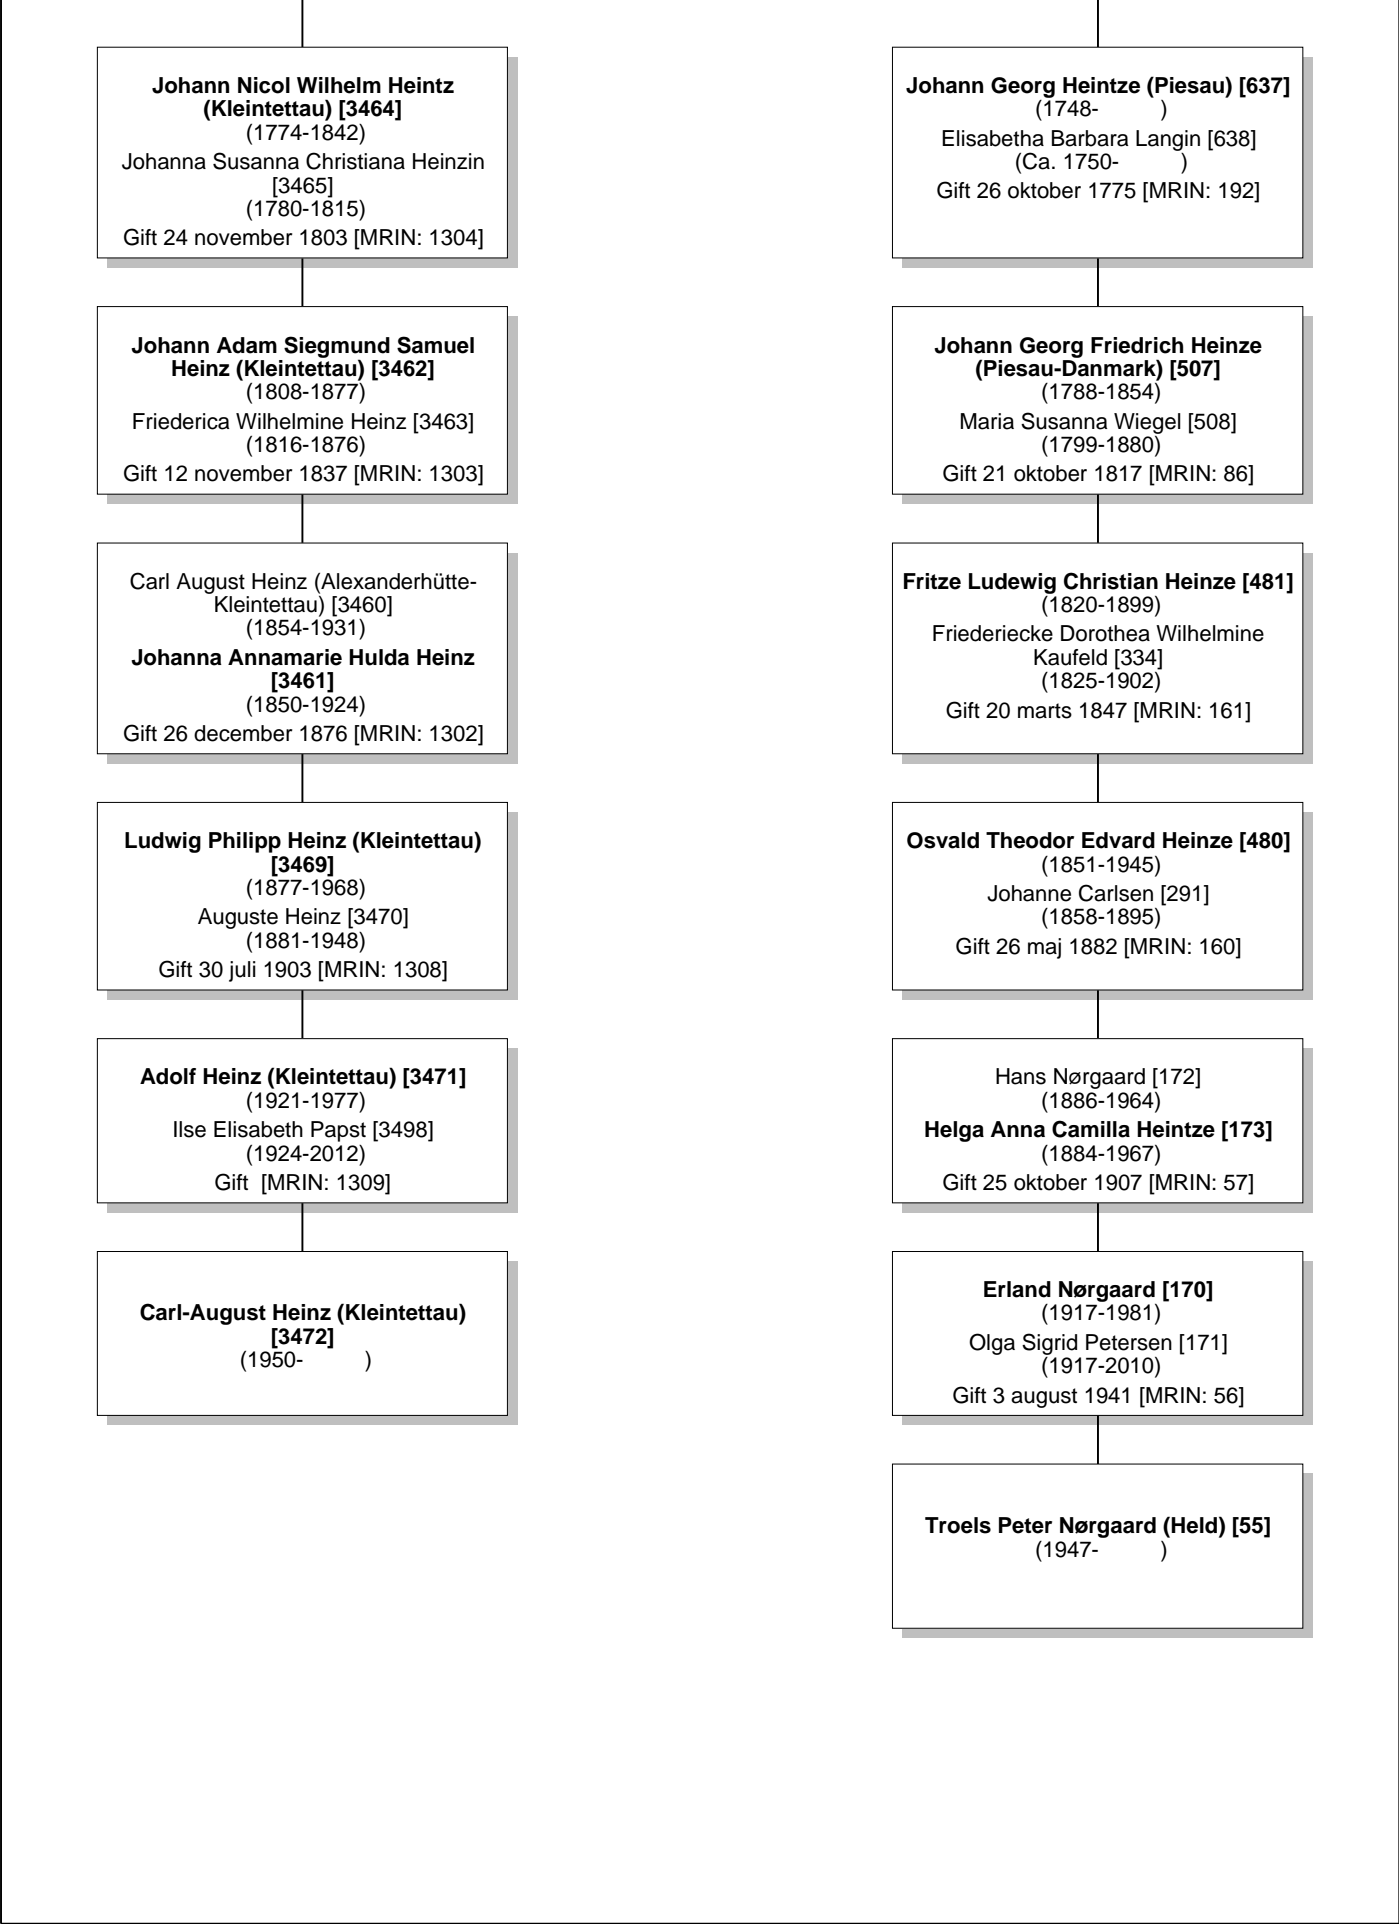 Johann Nicol Wilhelm Heintz
(Kleintettau) [3464]
(1774-1842)
Johanna Susanna Christiana Heinzin
[3465]
(1780-1815)
Gift 24 november 1803 [MRIN: 1304]
Johann Adam Siegmund Samuel
Heinz (Kleintettau) [3462]
(1808-1877)
Friederica Wilhelmine Heinz [3463]
(1816-1876)
Gift 12 november 1837 [MRIN: 1303]
Carl August Heinz (Alexanderhütte-
Kleintettau) [3460]
(1854-1931)
Johanna Annamarie Hulda Heinz
[3461]
(1850-1924)
Gift 26 december 1876 [MRIN: 1302]
Ludwig Philipp Heinz (Kleintettau)
[3469]
(1877-1968)
Auguste Heinz [3470]
(1881-1948)
Gift 30 juli 1903 [MRIN: 1308]
Adolf Heinz (Kleintettau) [3471]
(1921-1977)
Ilse Elisabeth Papst [3498]
(1924-2012)
Gift  [MRIN: 1309]
Carl-August Heinz (Kleintettau)
[3472]
(1950-          )
Johann Georg Heintze (Piesau) [637]
(1748-          )
Elisabetha Barbara Langin [638]
(Ca. 1750-          )
Gift 26 oktober 1775 [MRIN: 192]
Johann Georg Friedrich Heinze
(Piesau-Danmark) [507]
(1788-1854)
Maria Susanna Wiegel [508]
(1799-1880)
Gift 21 oktober 1817 [MRIN: 86]
Fritze Ludewig Christian Heinze [481]
(1820-1899)
Friederiecke Dorothea Wilhelmine
Kaufeld [334]
(1825-1902)
Gift 20 marts 1847 [MRIN: 161]
Osvald Theodor Edvard Heinze [480]
(1851-1945)
Johanne Carlsen [291]
(1858-1895)
Gift 26 maj 1882 [MRIN: 160]
Hans Nørgaard [172]
(1886-1964)
Helga Anna Camilla Heintze [173]
(1884-1967)
Gift 25 oktober 1907 [MRIN: 57]
Erland Nørgaard [170]
(1917-1981)
Olga Sigrid Petersen [171]
(1917-2010)
Gift 3 august 1941 [MRIN: 56]
Troels Peter Nørgaard (Held) [55]
(1947-          )